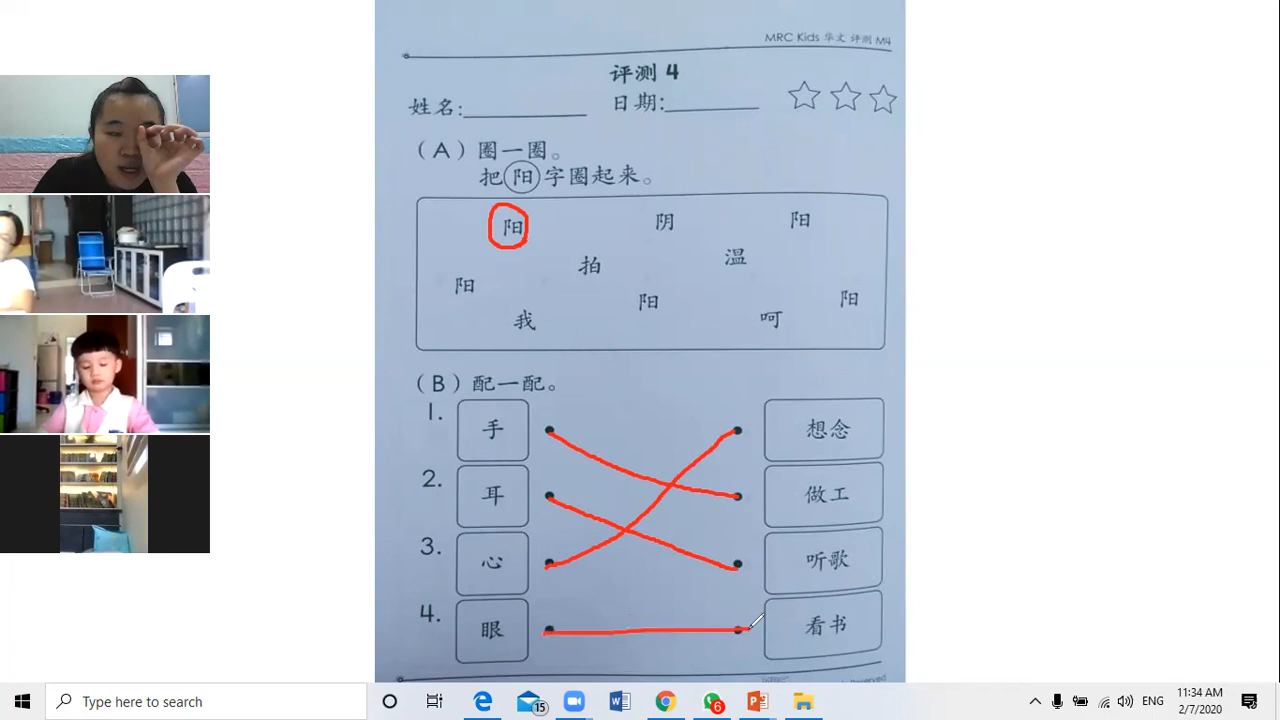 MRC Kids 华文 评测 M4
评测 4
姓名:
日期:
(A) 圈一圈。
把阳字圈起来。
阳 阴 阳
拍 温
阳 阳 阳
我 呵
(B) 配一配。
1. 手 想念
2. 耳 做工
3. 心 听歌
4. 眼 看书
Type here to search
15
6
ENG
11:34 AM
2/7/2020